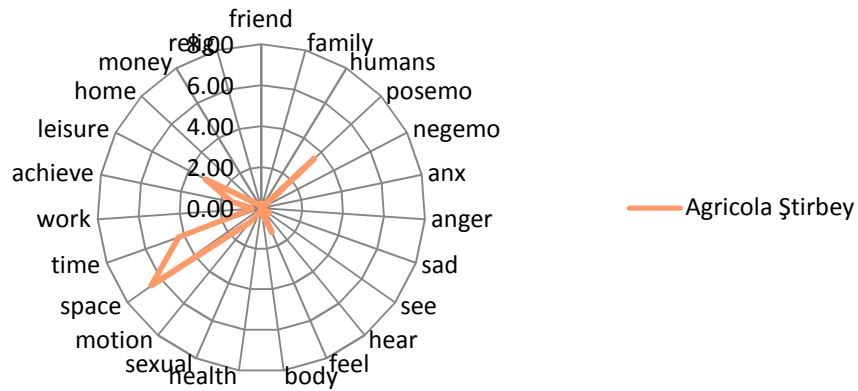 friend
family
humans
posemo
negemo
anx
anger
sad
see
hear
feel
body
health
sexual
motion
space
time
work
achieve
leisure
home
money
relig
8.00
6.00
4.00
2.00
0.00
Agricola Ştirbey